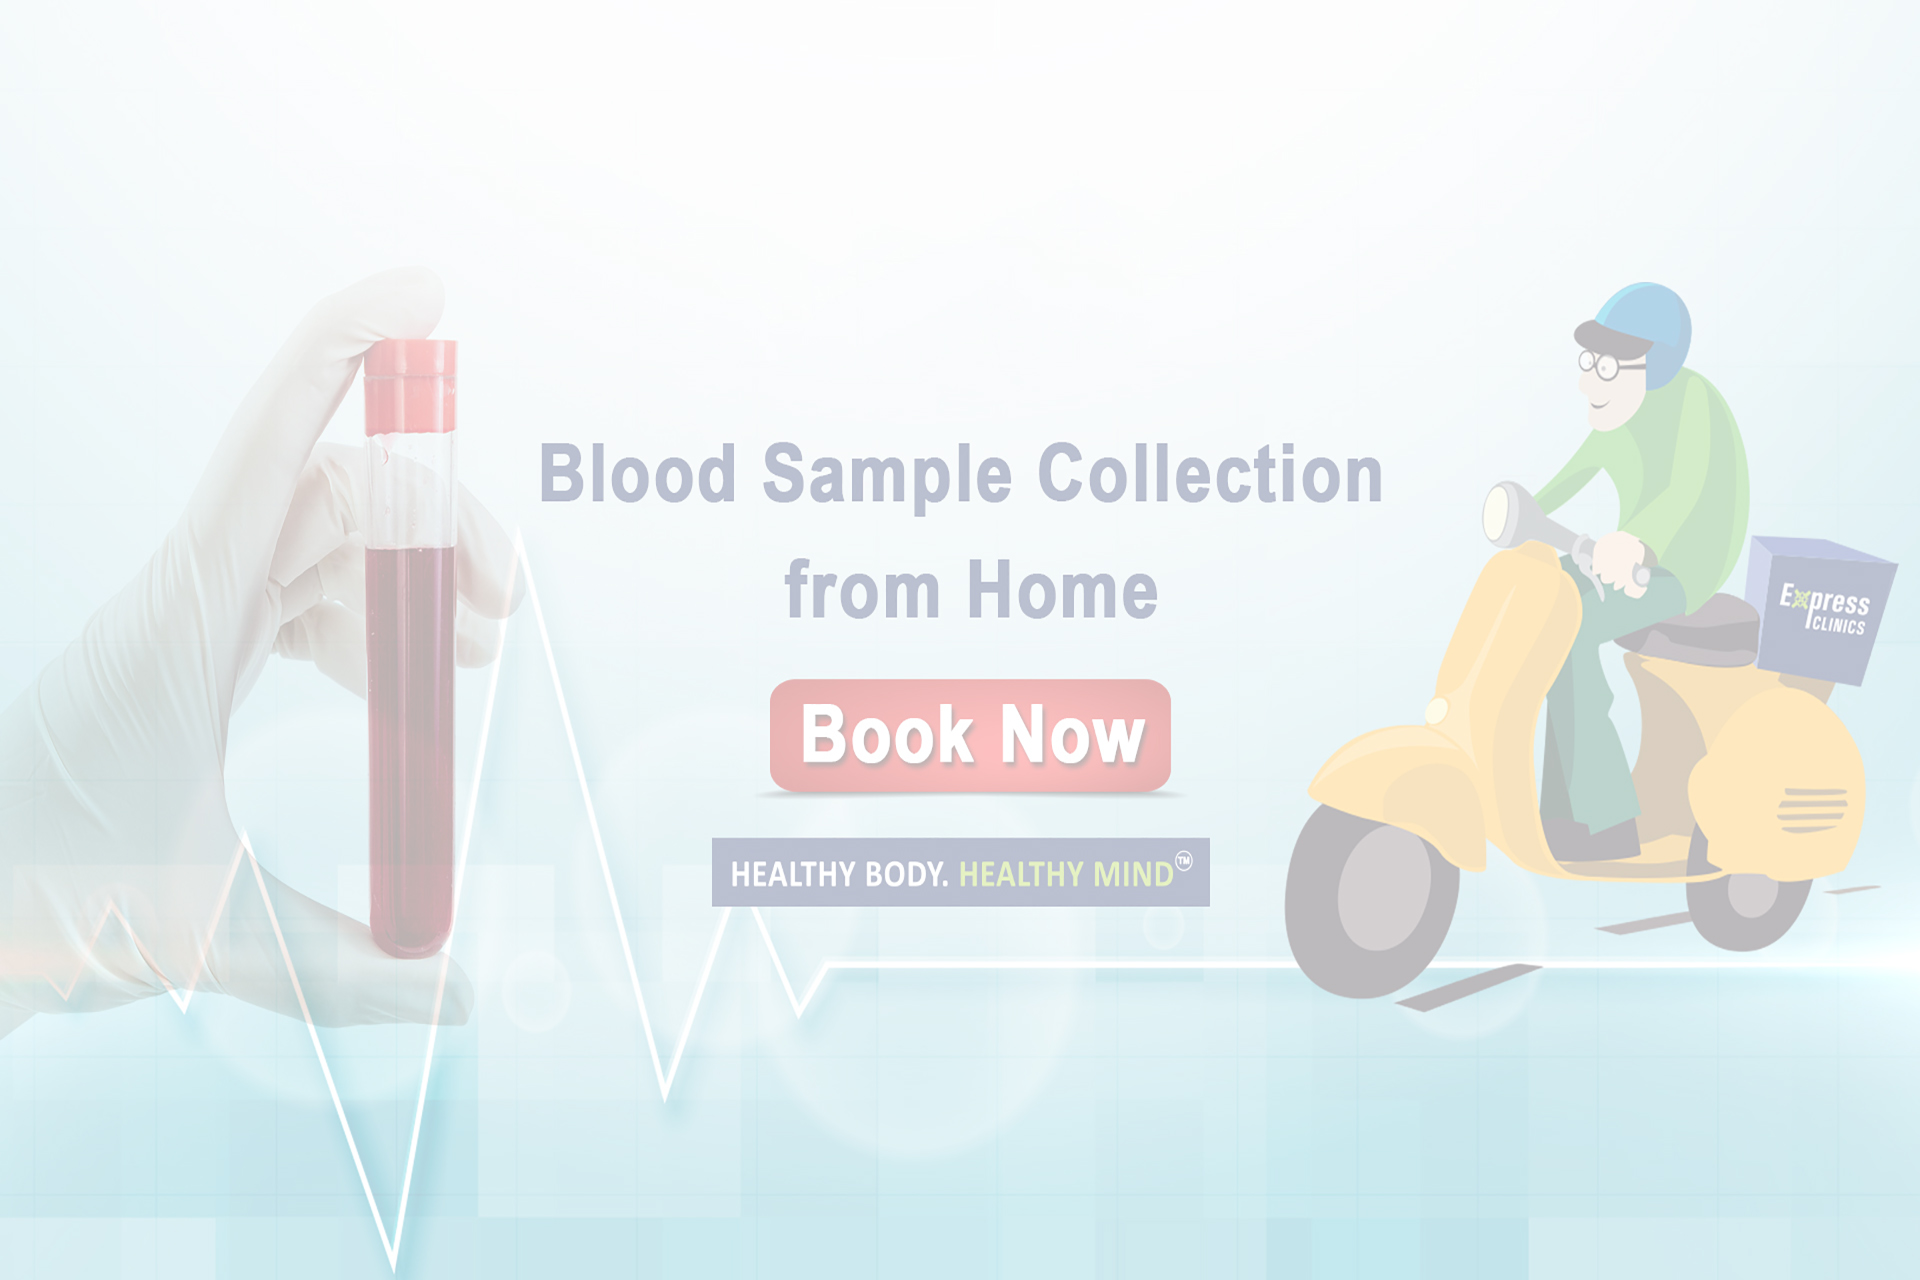 Blood Sample Collection
from Home
Express
CLINICS
Book Now
HEALTHY BODY. HEALTHY MIND™